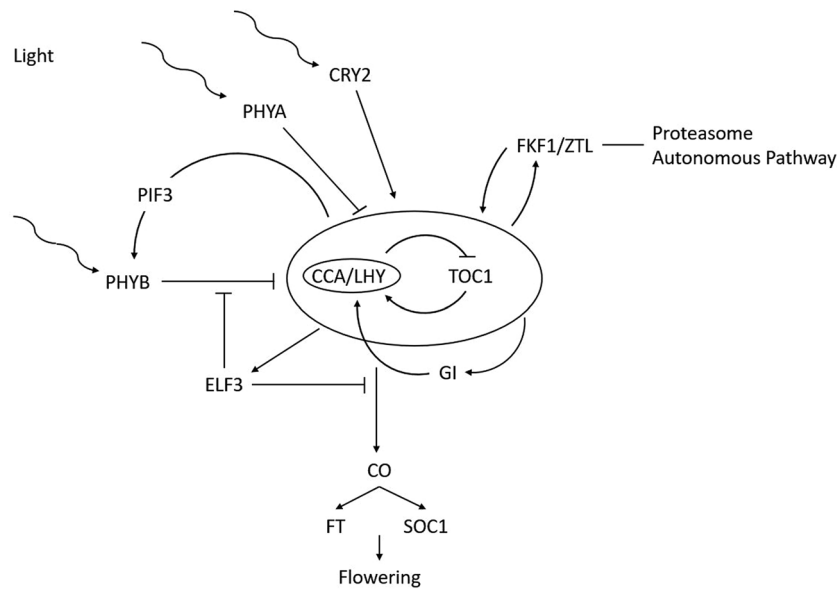 Light
CRY2
PHYA
FKF1/ZTL
Proteasome
Autonomous Pathway
PIF3
PHYB
CCA/LHY
TOC1
GI
ELF3
CO
FT
SOC1
Flowering